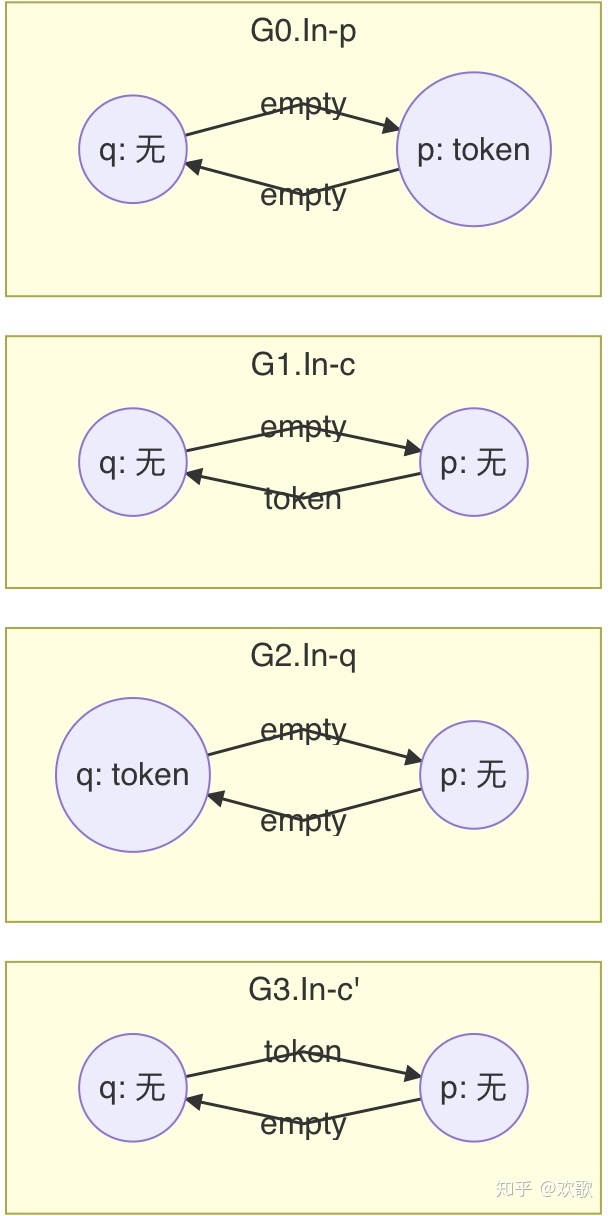 G0.In-p
empty
q: 无
p: token
empty
G1.In-c
empty
q: 无
p: 无
token
G2.In-q
empty
q: token
p: 无
empty
G3.In-c'
token
q: 无
p: 无
empty
知乎 @欢歌